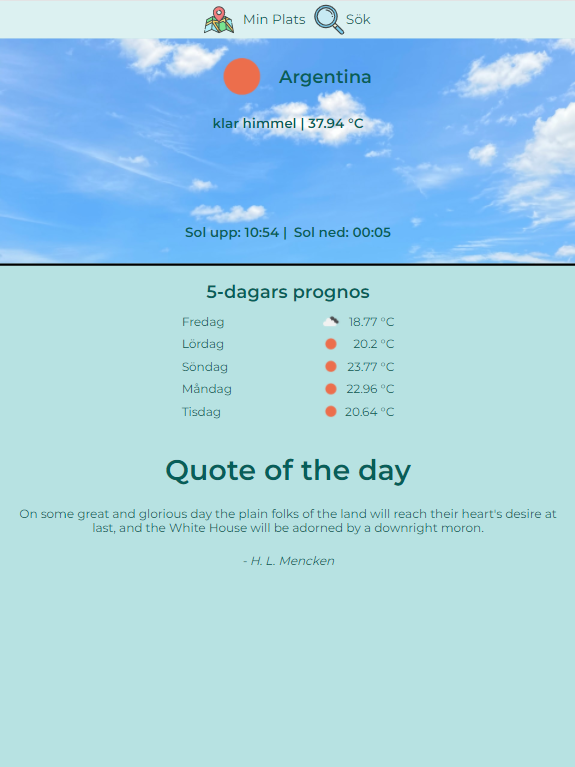 Min Plats Sök
Argentina
klar himmel | 37.94 °C
Sol upp: 10:54 | Sol ned: 00:05
5-dagars prognos
Fredag 18.77 °C
Lördag 20.2 °C
Söndag 23.77 °C
Måndag 22.96 °C
Tisdag 20.64 °C
Quote of the day
On some great and glorious day the plain folks of the land will reach their heart's desire at
last, and the White House will be adorned by a downright moron.
- H. L. Mencken